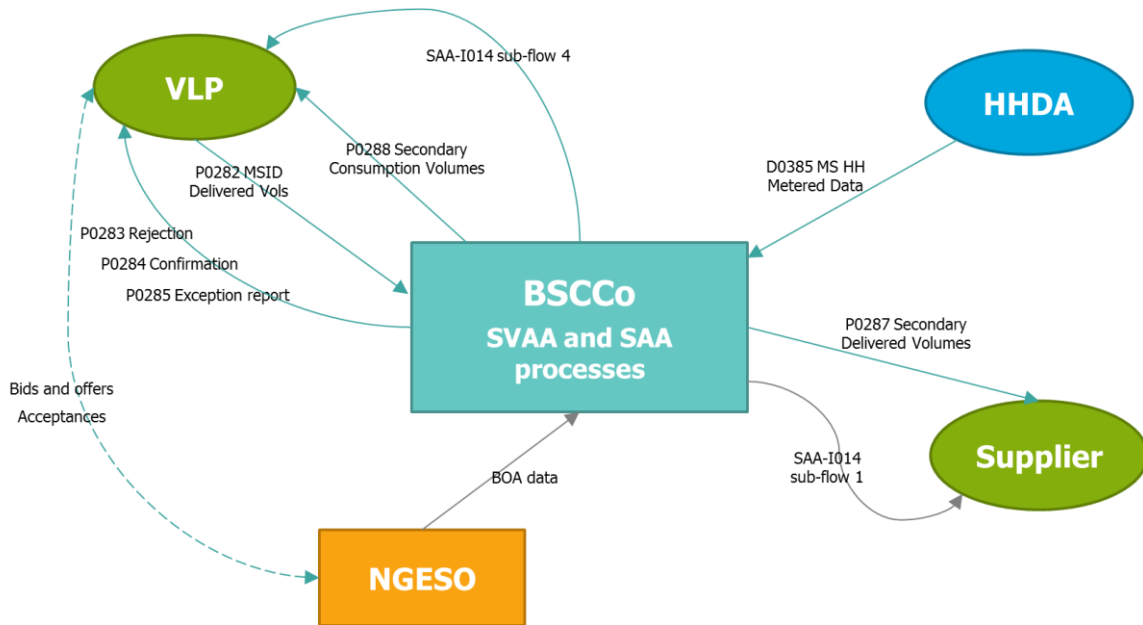 SAA-I014 sub-flow 4
VLP
HHDA
P0288 Secondary
Consumption Volumes
P0282 MSID
Delivered Vols
D0385 MS HH
Metered Data
P0283 Rejection
P0284 Confirmation
P0285 Exception report
BSCCo
SVAA and SAA
processes
P0287 Secondary
Delivered Volumes
Bids and offers
Acceptances
SAA-I014
sub-flow 1
Supplier
BOA data
NGESO